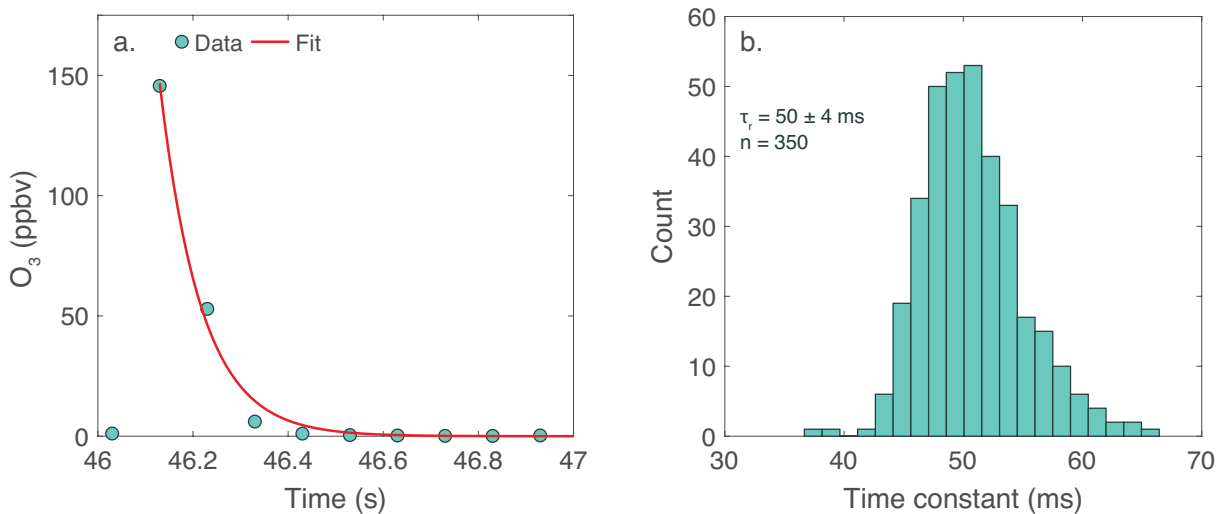 a.
Data
Fit
150
100
50
0
O₃ (ppbv)
46
46.2
46.4
46.6
46.8
47
Time (s)
b.
τᵣ = 50 ± 4 ms
n = 350
60
50
40
30
20
10
0
Count
30
40
50
60
70
Time constant (ms)